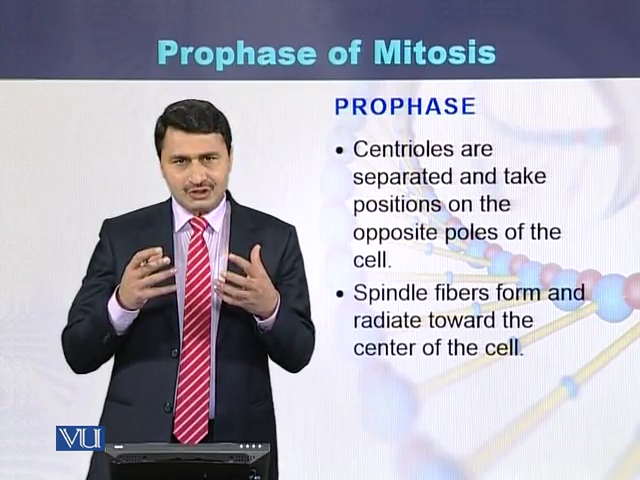 Prophase of Mitosis
PROPHASE
• Centrioles are
separated and take
positions on the
opposite poles of the
cell.
• Spindle fibers form and
radiate toward the
center of the cell.
VU